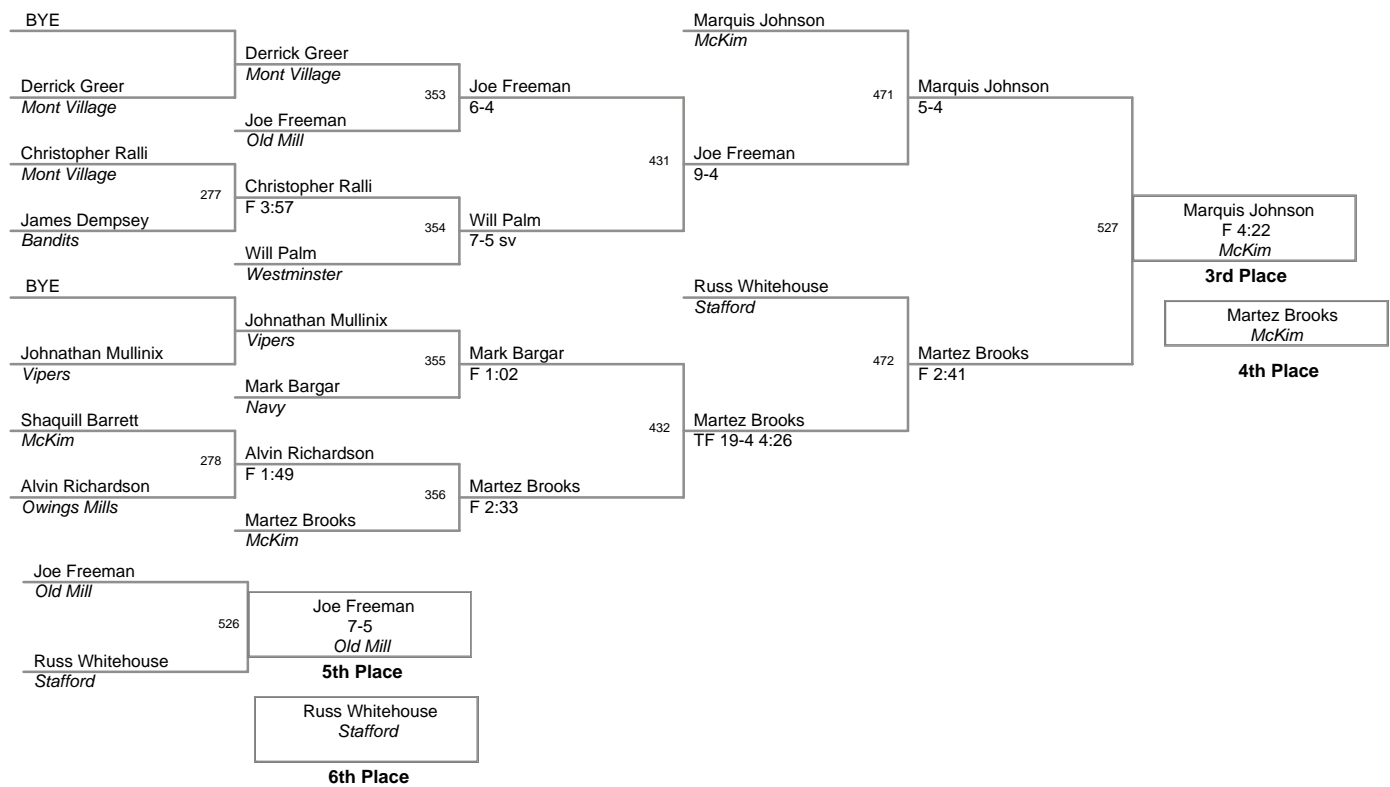 BYE
Derrick Greer
Mont Village
Derrick Greer
Mont Village
353
Joe Freeman
6-4
Joe Freeman
Old Mill
Christopher Ralli
Mont Village
277
Christopher Ralli
F 3:57
James Dempsey
Bandits
354
Will Palm
7-5 sv
Will Palm
Westminster
431
Joe Freeman
9-4
Marquis Johnson
McKim
471
Marquis Johnson
5-4
BYE
Johnathan Mullinix
Vipers
Johnathan Mullinix
Vipers
355
Mark Bargar
F 1:02
Mark Bargar
Navy
Shaquill Barrett
McKim
278
Alvin Richardson
F 1:49
Alvin Richardson
Owings Mills
356
Martez Brooks
F 2:33
Martez Brooks
McKim
432
Martez Brooks
TF 19-4 4:26
Russ Whitehouse
Stafford
472
Martez Brooks
F 2:41
527
Marquis Johnson
F 4:22
McKim
3rd Place
Martez Brooks
McKim
4th Place
Joe Freeman
Old Mill
526
Russ Whitehouse
Stafford
Joe Freeman
7-5
Old Mill
5th Place
Russ Whitehouse
Stafford
6th Place